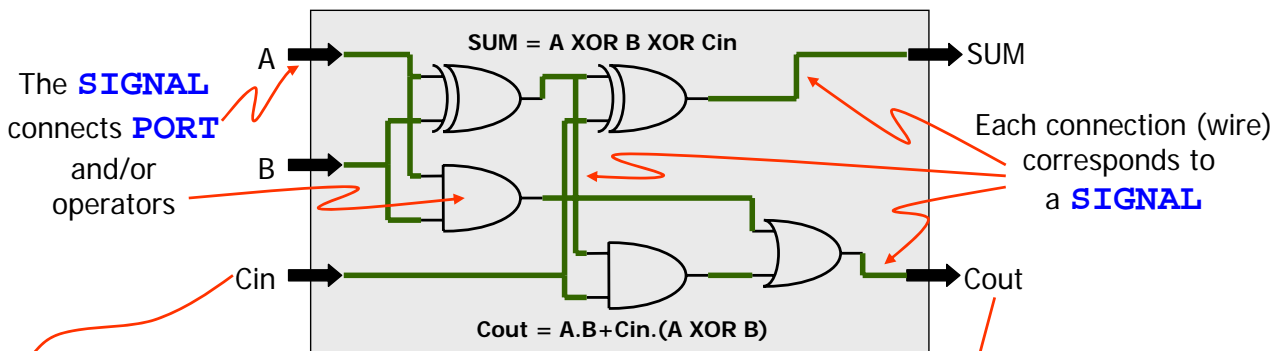 SUM = A XOR B XOR Cin
A
SUM
The SIGNAL
connects PORT
and/or
operators
B
Each connection (wire)
corresponds to
a SIGNAL
Cin
Cout
Cout = A.B+Cin.(A XOR B)